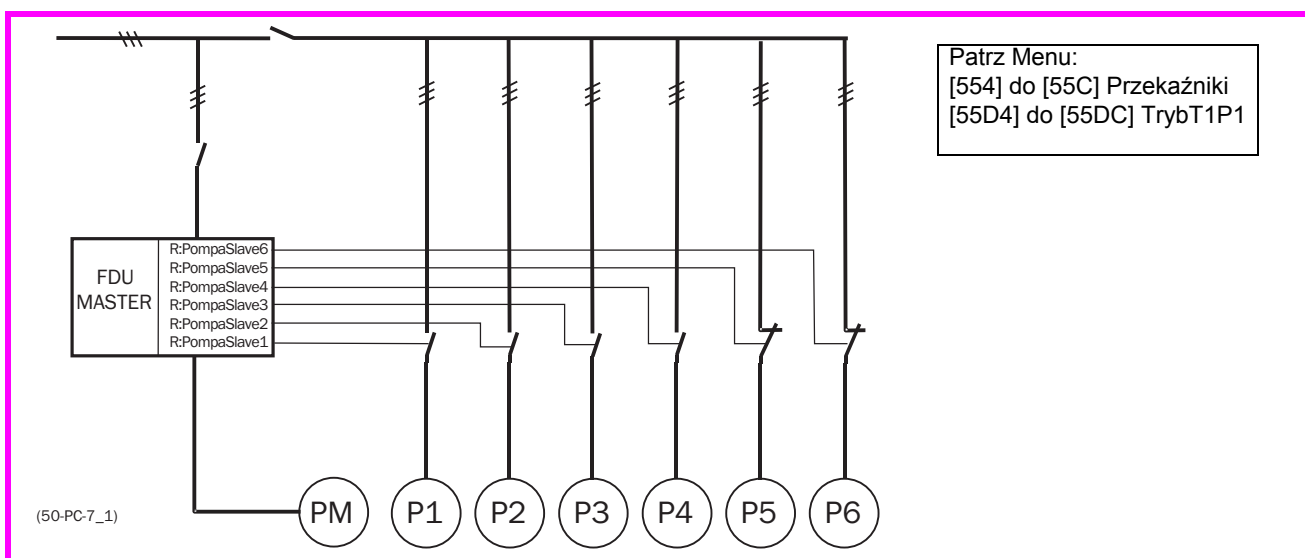 Patrz Menu:
[554] do [55C] Przekaźniki
[55D4] do [55DC] TrybT1P1
FDU
MASTER
R:PompaSlave6
R:PompaSlave5
R:PompaSlave4
R:PompaSlave3
R:PompaSlave2
R:PompaSlave1
(50-PC-7_1)
PM
P1
P2
P3
P4
P5
P6